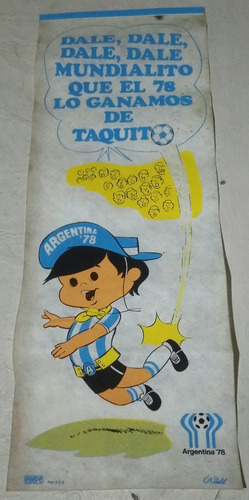 DALE, DALE,
DALE, DALE
MUNDIALITO
QUE EL 78
LO GANAMOS
DE
TAQUITO
ARGENTINA
'78
Argentina '78